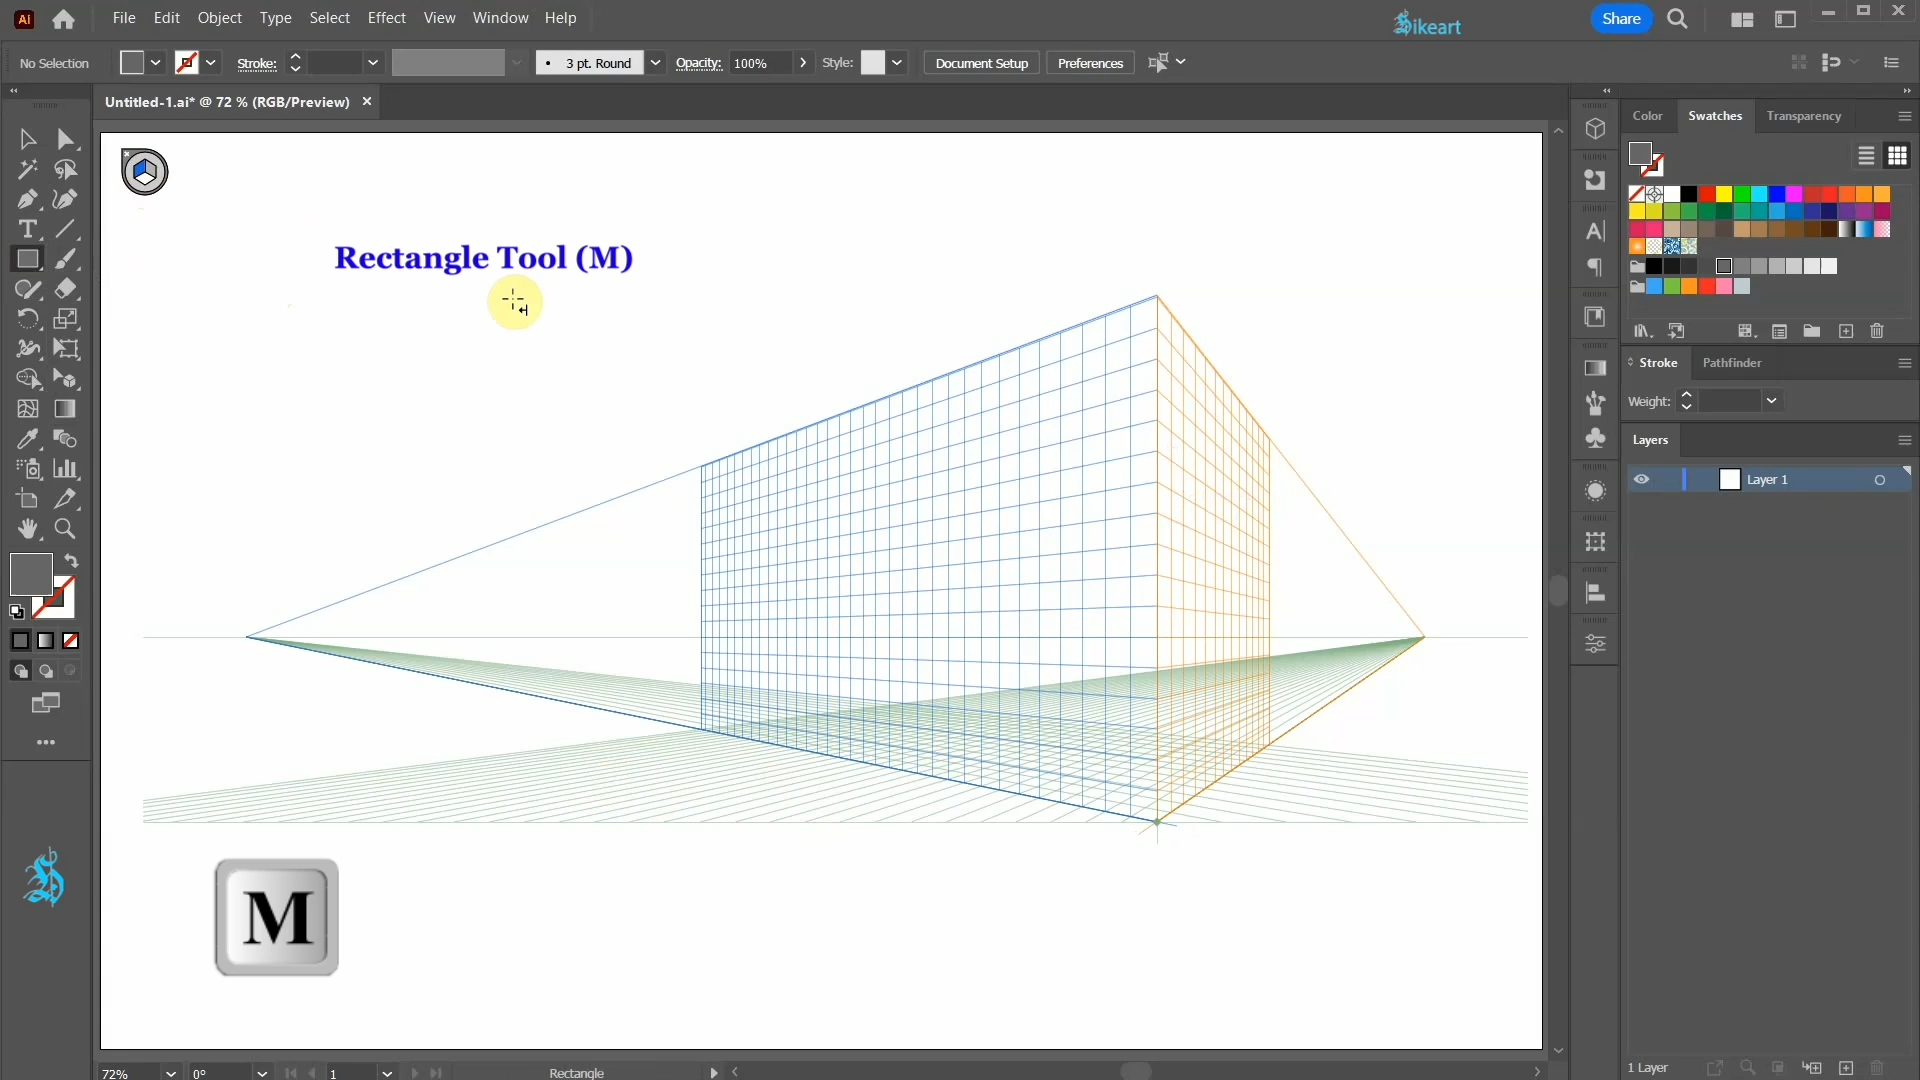 Ai File Edit Object Type Select Effect View Window Help
Sikeart
Share
No Selection
Stroke:
3 pt. Round
Opacity: 100%
Style:
Document Setup
Preferences
Untitled-1.ai* @ 72 % (RGB/Preview) ×
Color Swatches Transparency
Rectangle Tool (M)
Stroke Pathfinder
Weight:
Layers
Layer 1
M
72% 0° 1 Rectangle
1 Layer